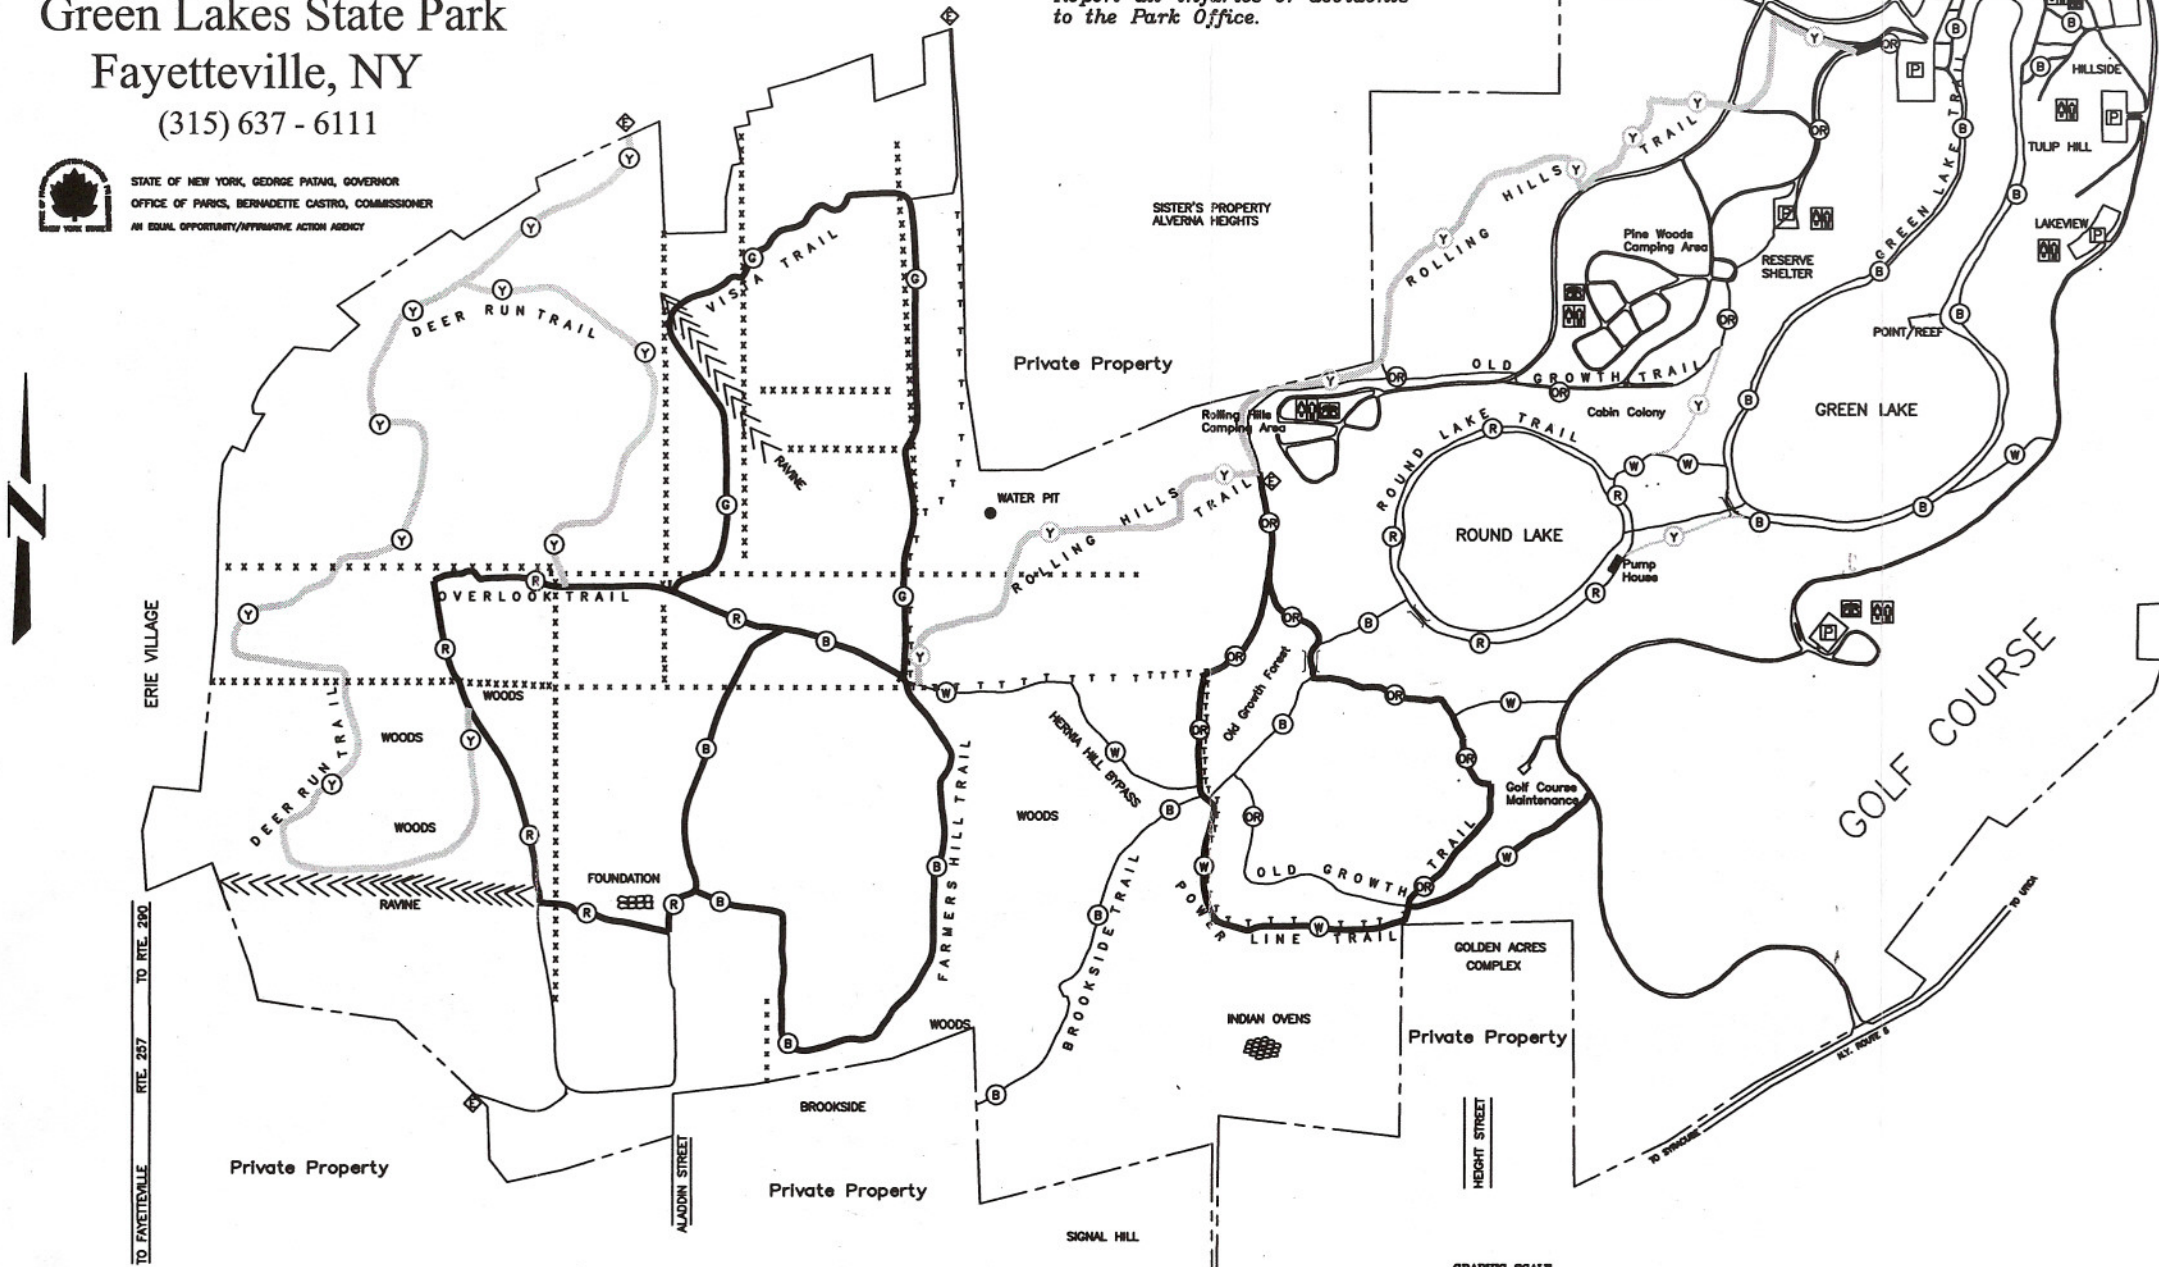 Green Lakes State Park
Fayetteville, NY
(315) 637 - 6111
STATE OF NEW YORK, GEORGE PATAKI, GOVERNOR
OFFICE OF PARKS, BERNADETTE CASTRO, COMMISSIONER
AN EQUAL OPPORTUNITY/AFFIRMATIVE ACTION AGENCY
NEW YORK STATE
to the Park Office.
N
SISTER'S PROPERTY
ALVERNA HEIGHTS
Private Property
HILLSIDE
TULIP HILL
LAKEVIEW
GREEN LAKE TRAIL
ROLLING HILLS TRAIL
Pine Woods
Camping Area
RESERVE
SHELTER
POINT/REEF
OLD GROWTH TRAIL
Cabin Colony
GREEN LAKE
Rolling Hills
Camping Area
ROUND LAKE TRAIL
ROUND LAKE
Pump
House
VISTA TRAIL
DEER RUN TRAIL
RAVINE
WATER PIT
ROLLING HILLS TRAIL
OVERLOOK TRAIL
ERIE VILLAGE
WOODS
WOODS
WOODS
DEER RUN TRAIL
RAVINE
FOUNDATION
FARMERS HILL TRAIL
WOODS
WOODS
HERNIA HILL BYPASS
Old Growth Forest
BROOKSIDE TRAIL
POWER LINE TRAIL
OLD GROWTH TRAIL
Golf Course
Maintenance
GOLF COURSE
GOLDEN ACRES
COMPLEX
INDIAN OVENS
Private Property
HEIGHT STREET
N.Y. ROUTE 5
TO SYRACUSE
TO UTICA
BROOKSIDE
Private Property
ALADDIN STREET
Private Property
SIGNAL HILL
TO FAYETTEVILLE RTE. 257 TO RTE. 290